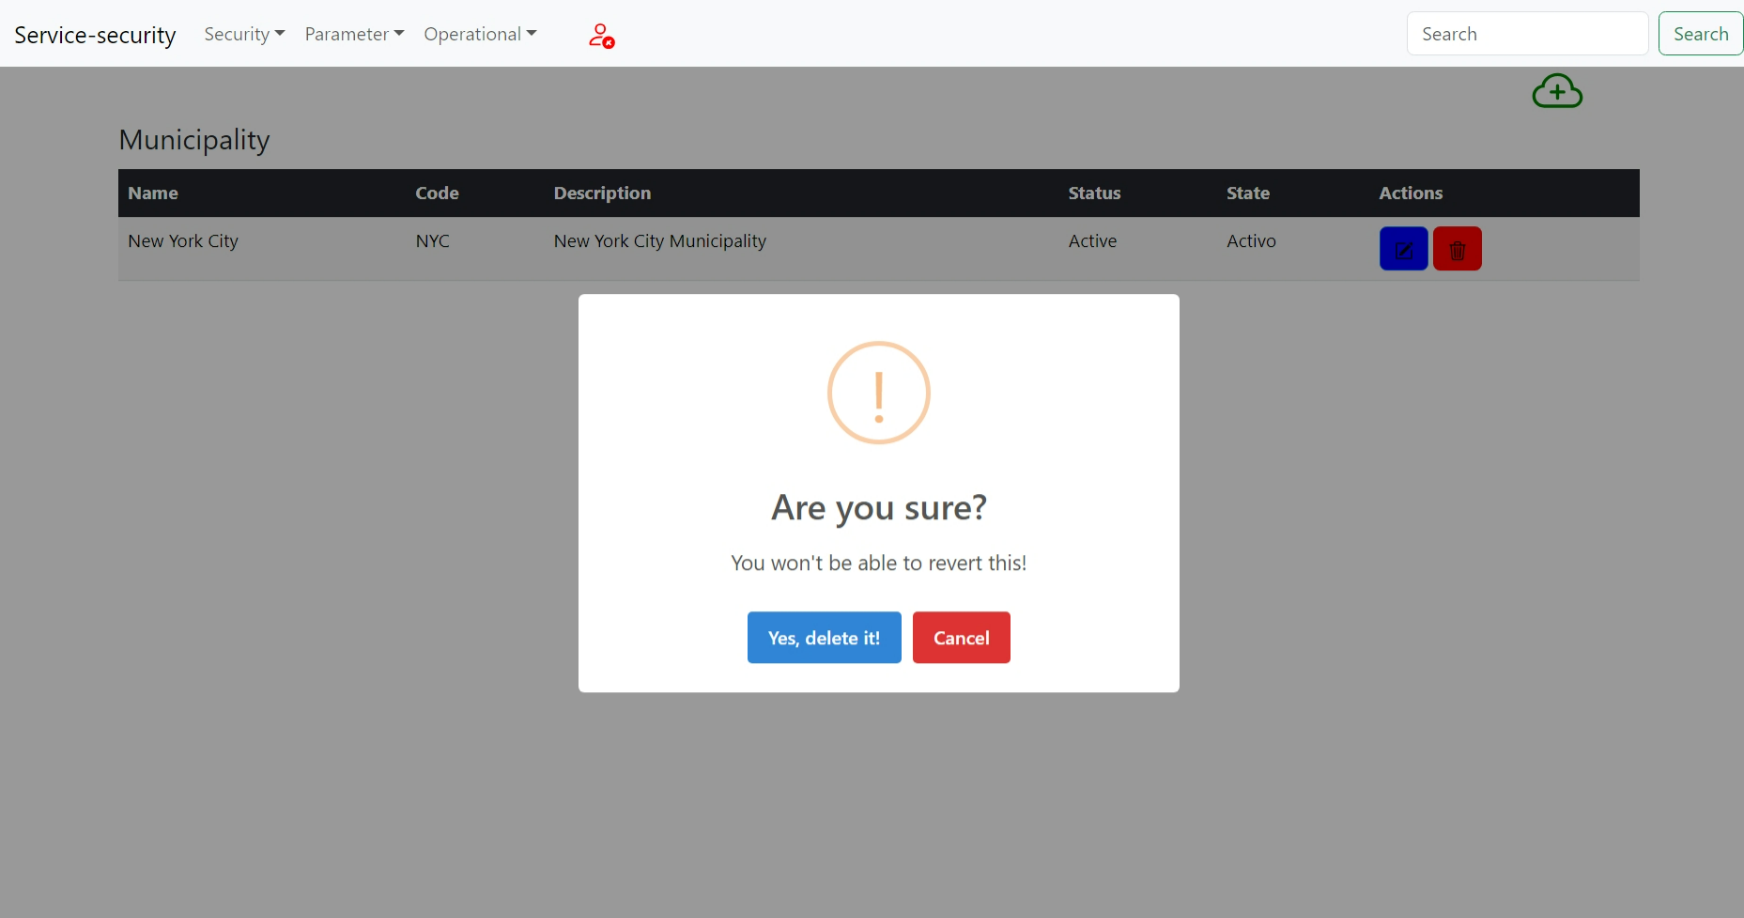 Service-security Security Parameter Operational Search Search
Municipality
Name Code Description Status State Actions
New York City NYC New York City Municipality Active Activo
!
Are you sure?
You won't be able to revert this!
Yes, delete it! Cancel